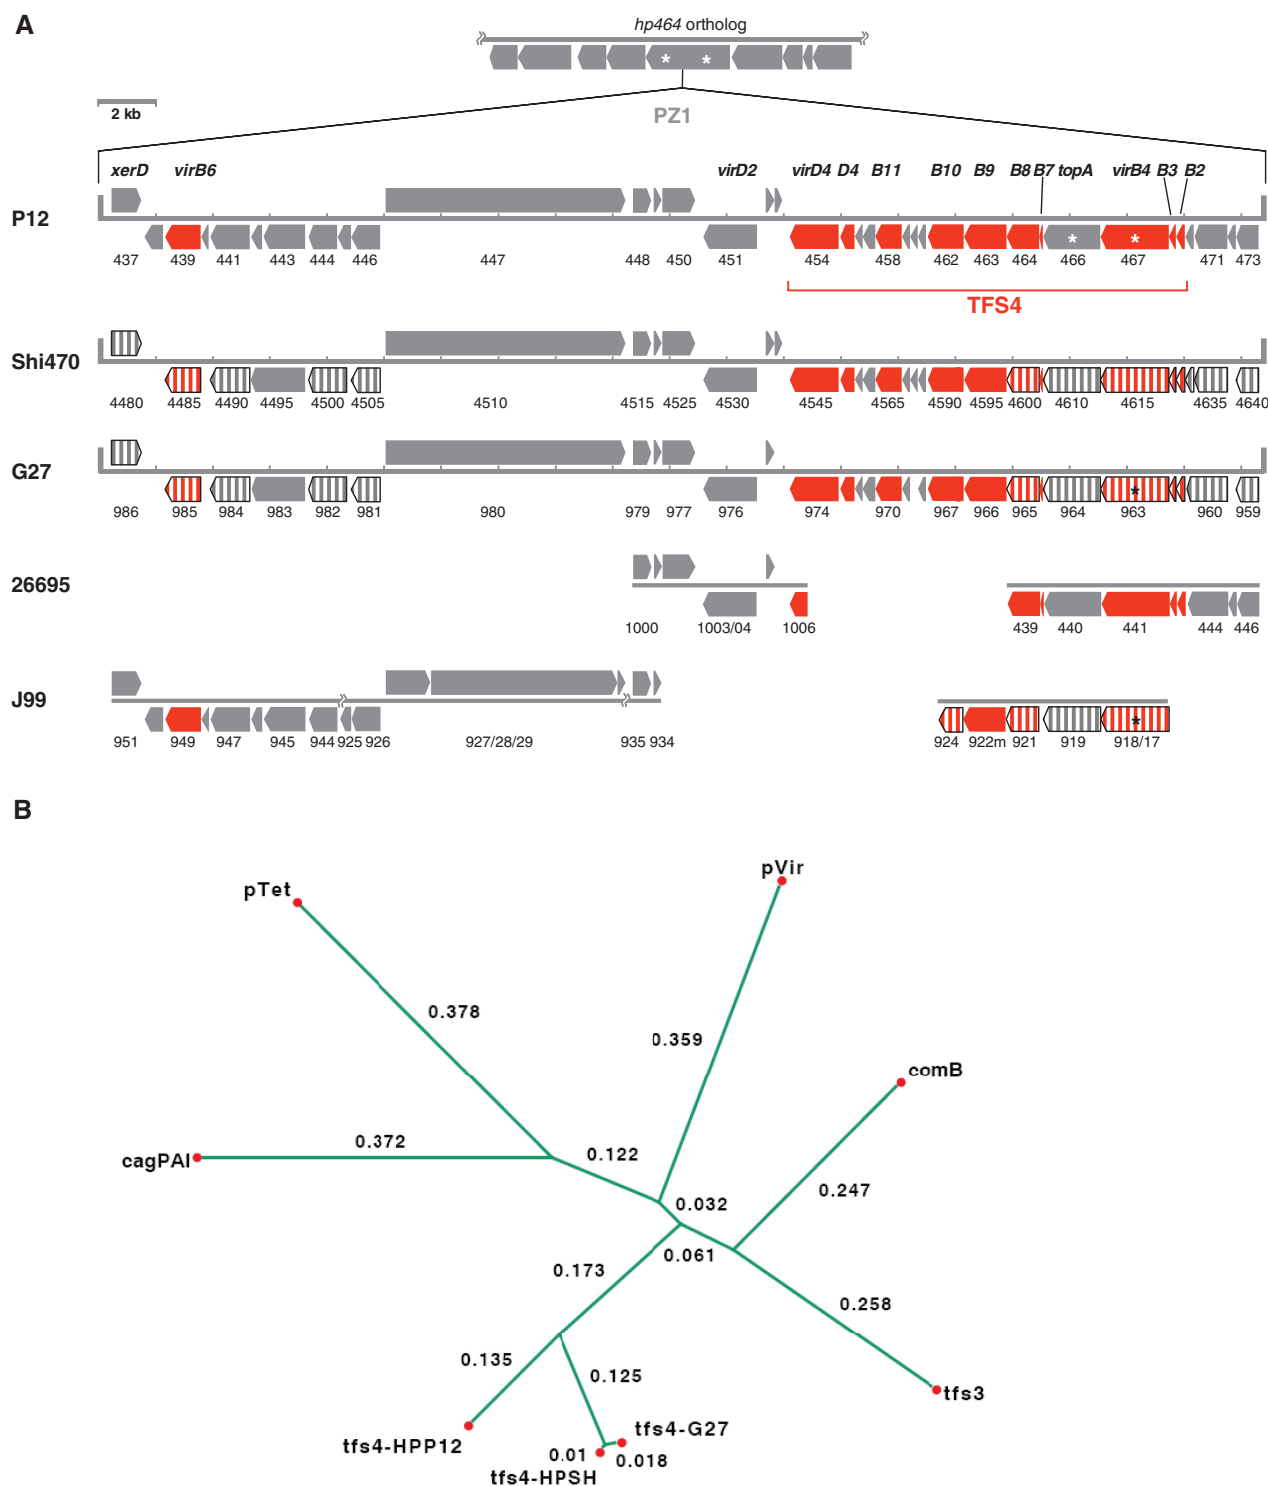 A
hp464 ortholog
* *
2 kb
PZ1
xerD virB6 virD2 virD4 D4 B11 B10 B9 B8 B7 topA virB4 B3 B2
P12
* *
437 439 441 443 444 446 447 448 450 451 454 458 462 463 464 466 467 471 473
TFS4
Shi470
4480 4485 4490 4495 4500 4505 4510 4515 4525 4530 4545 4565 4590 4595 4600 4610 4615 4635 4640
G27
*
986 985 984 983 982 981 980 979 977 976 974 970 967 966 965 964 963 960 959
26695
1000 1003/04 1006 439 440 441 444 446
J99
*
951 949 947 945 944 925 926 927/28/29 935 934 924 922m 921 919 918/17
B
pVir
pTet
0.378
0.359
comB
0.372
0.122
cagPAI
0.247
0.032
0.061
0.173
0.258
0.135
0.125
tfs3
tfs4-G27
tfs4-HPP12
0.01
0.018
tfs4-HPSH